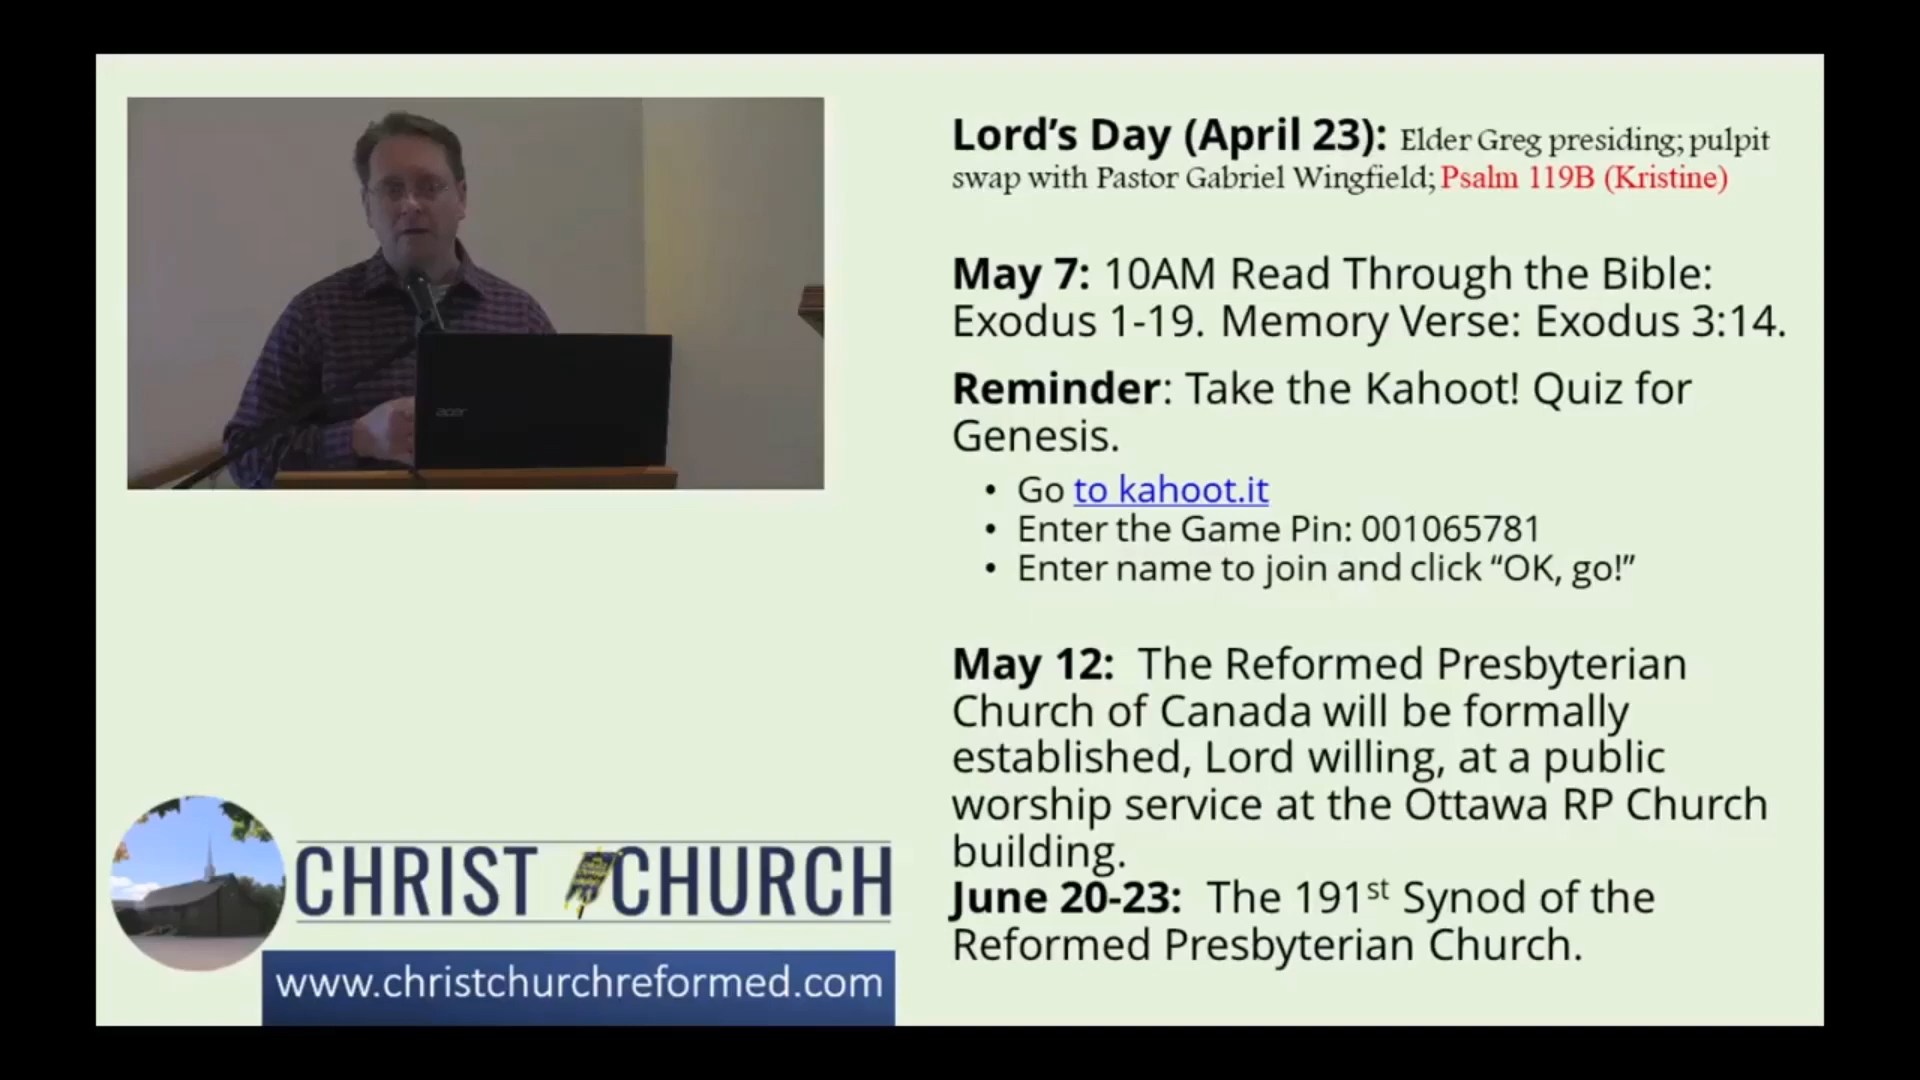 acer
CHRIST CHURCH
www.christchurchreformed.com
Lord’s Day (April 23): Elder Greg presiding; pulpit
swap with Pastor Gabriel Wingfield; Psalm 119B (Kristine)
May 7: 10AM Read Through the Bible:
Exodus 1-19. Memory Verse: Exodus 3:14.
Reminder: Take the Kahoot! Quiz for
Genesis.
• Go to kahoot.it
• Enter the Game Pin: 001065781
• Enter name to join and click “OK, go!”
May 12: The Reformed Presbyterian
Church of Canada will be formally
established, Lord willing, at a public
worship service at the Ottawa RP Church
building.
June 20-23: The 191st Synod of the
Reformed Presbyterian Church.